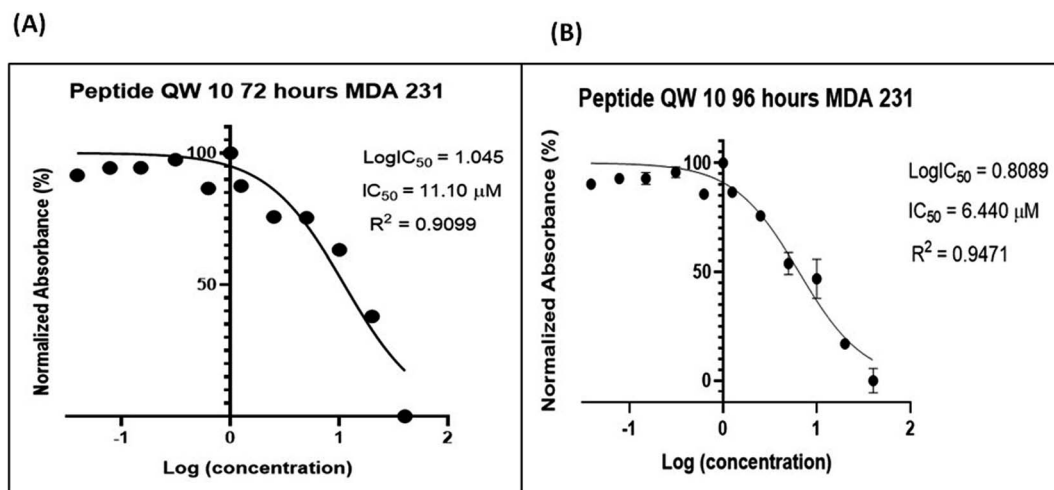 (A)
Peptide QW 10 72 hours MDA 231
Normalized Absorbance (%)
100
50
LogIC50 = 1.045
IC50 = 11.10 μM
R2 = 0.9099
-1 0 1 2
Log (concentration)
(B)
Peptide QW 10 96 hours MDA 231
Normalized Absorbance (%)
100
50
0
LogIC50 = 0.8089
IC50 = 6.440 μM
R2 = 0.9471
-1 0 1 2
Log (concentration)